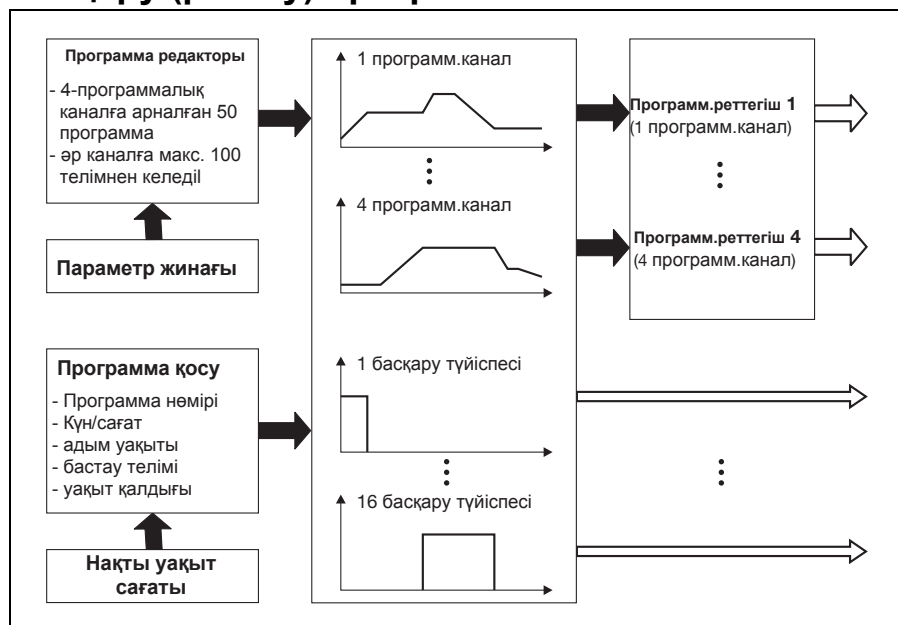 Программа редакторы
- 4-программалық
каналға арналған 50
программа
- әр каналға макс. 100
телімнен келедіl
Параметр жинағы
Программа қосу
- Программа нөмірі
- Күн/сағат
- адым уақыты
- бастау телімі
- уақыт қалдығы
Нақты уақыт
сағаты
1 программ.канал
4 программ.канал
1 басқару түйіспесі
16 басқару түйіспесі
Программ.реттегіш 1
(1 программ.канал)
Программ.реттегіш 4
(4 программ.канал)